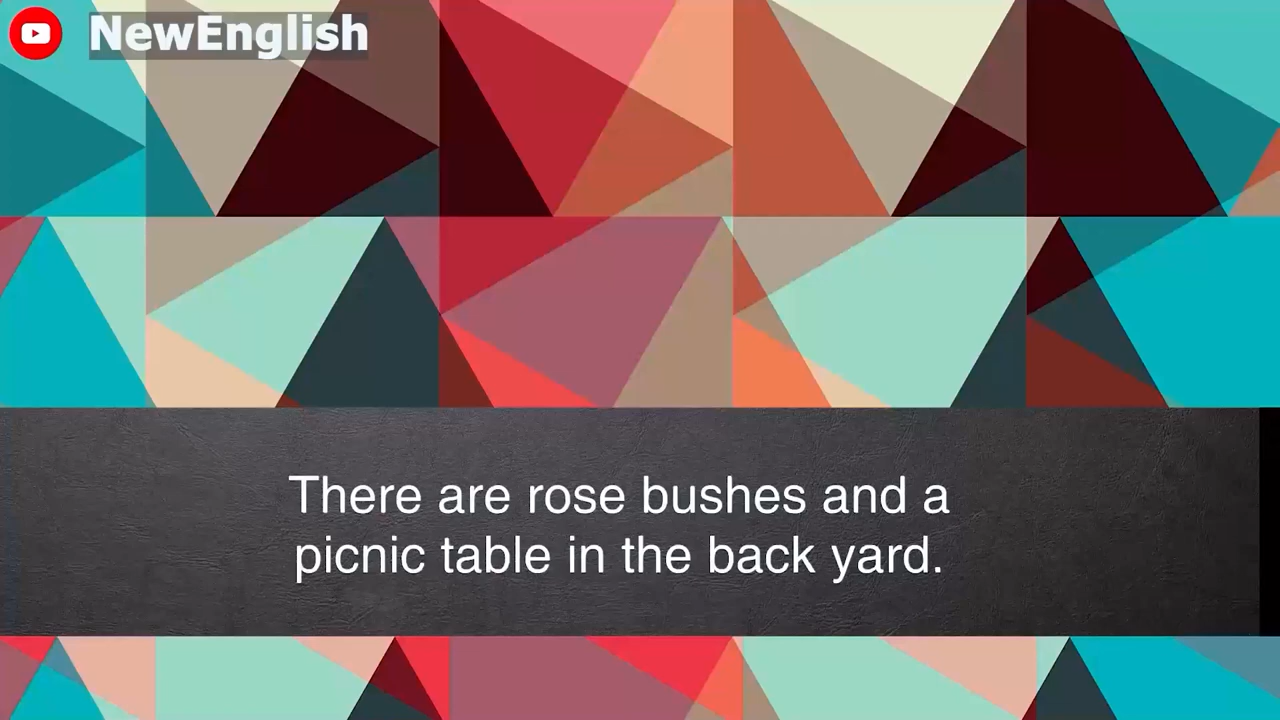 NewEnglish
There are rose bushes and a
picnic table in the back yard.